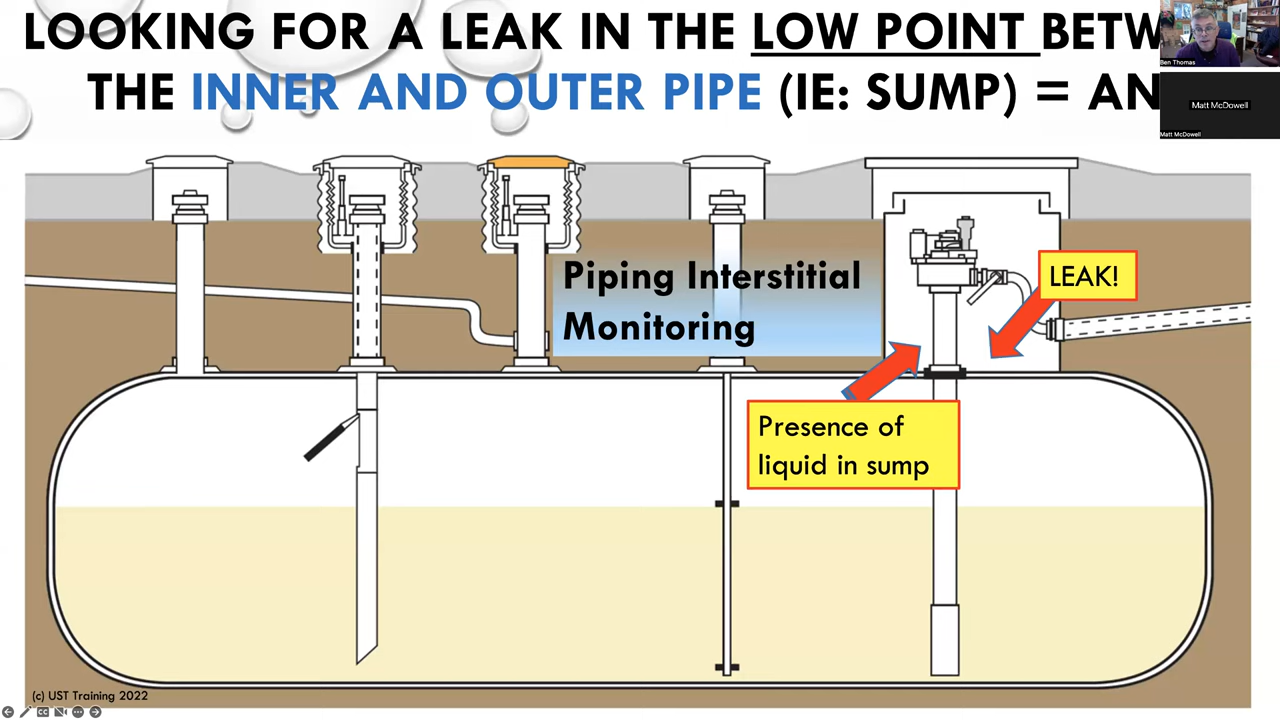 LOOKING FOR A LEAK IN THE LOW POINT BETW
THE INNER AND OUTER PIPE (IE: SUMP) = AN
Ben Thomas
Matt McDowell
Matt McDowell
Piping Interstitial
Monitoring
LEAK!
Presence of
liquid in sump
(c) UST Training 2022
CC